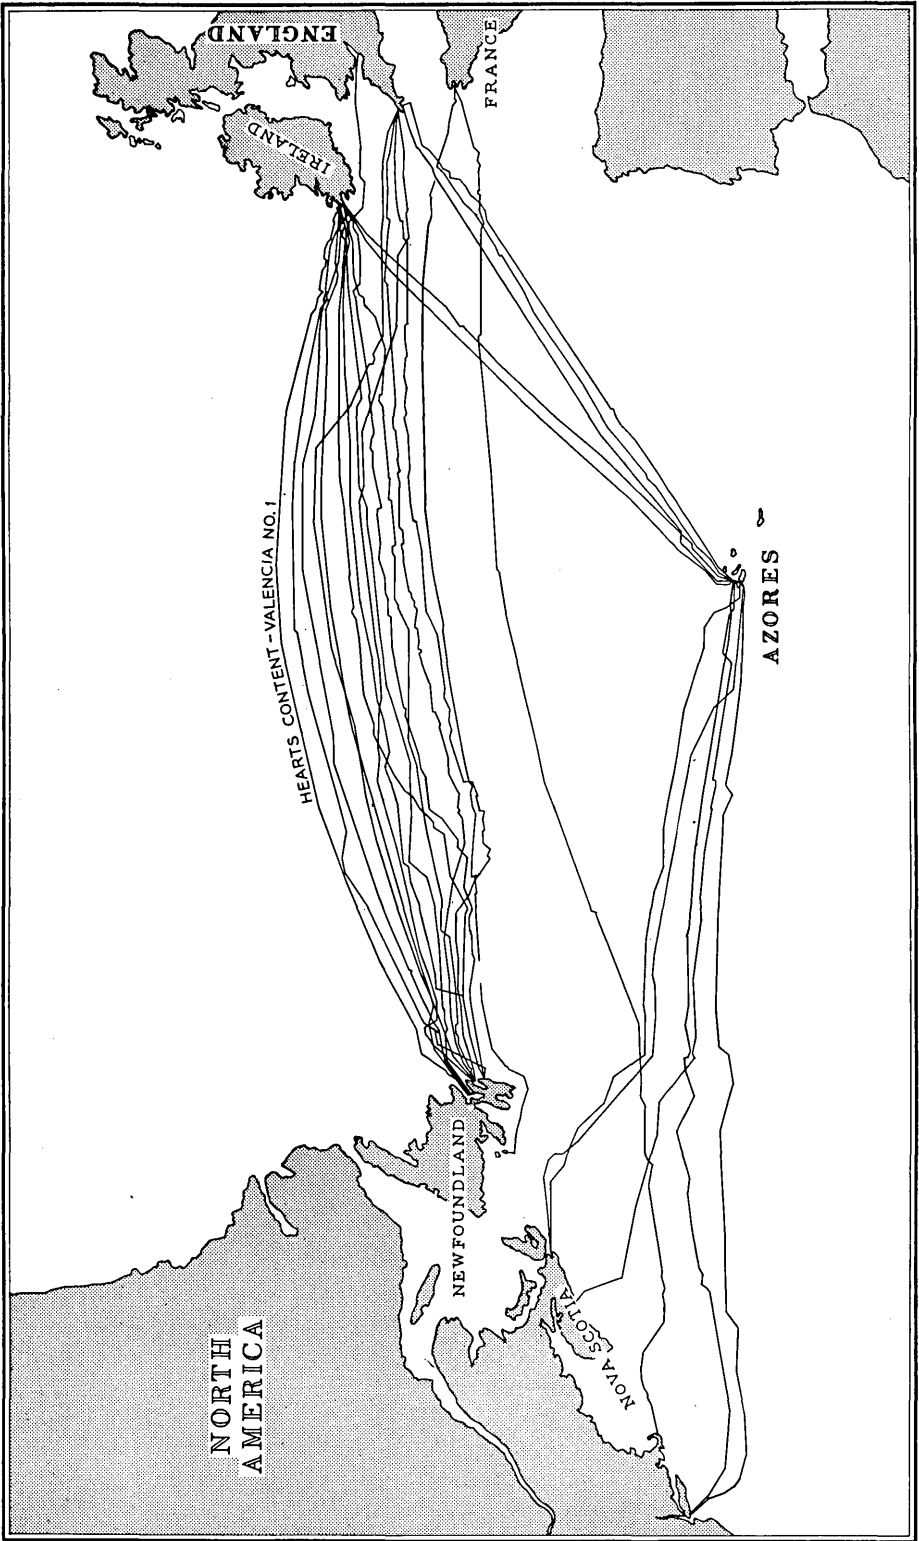 ENGLAND
FRANCE
IRELAND
HEARTS CONTENT–VALENCIA NO. 1
AZORES
NEWFOUNDLAND
NOVA SCOTIA
NORTH
AMERICA